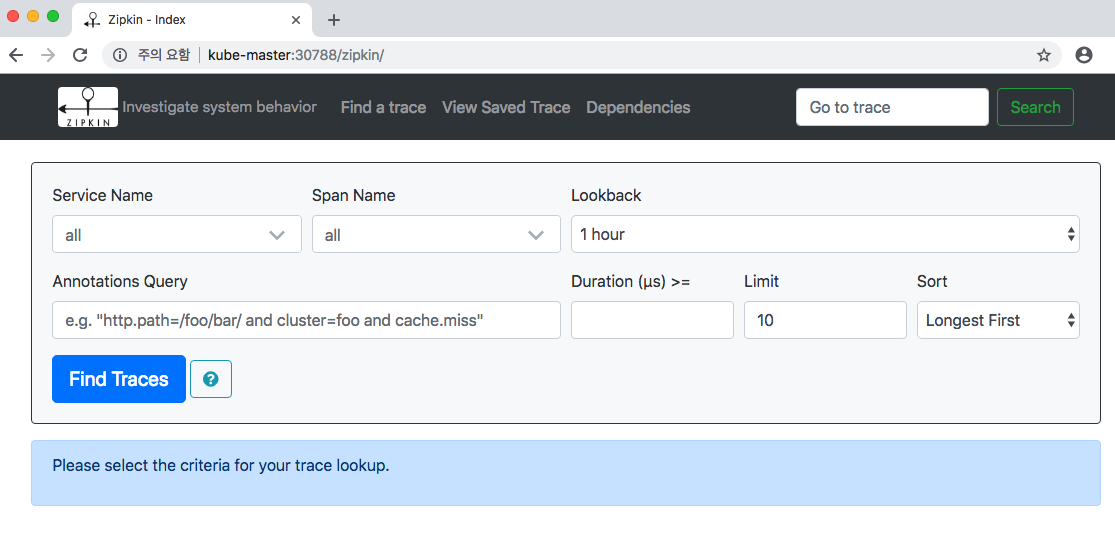 Zipkin - Index
주의 요함 kube-master:30788/zipkin/
ZIPKIN Investigate system behavior Find a trace View Saved Trace Dependencies Go to trace Search
Service Name Span Name Lookback
all all 1 hour
Annotations Query Duration (μs) >= Limit Sort
e.g. "http.path=/foo/bar/ and cluster=foo and cache.miss" 10 Longest First
Find Traces
Please select the criteria for your trace lookup.